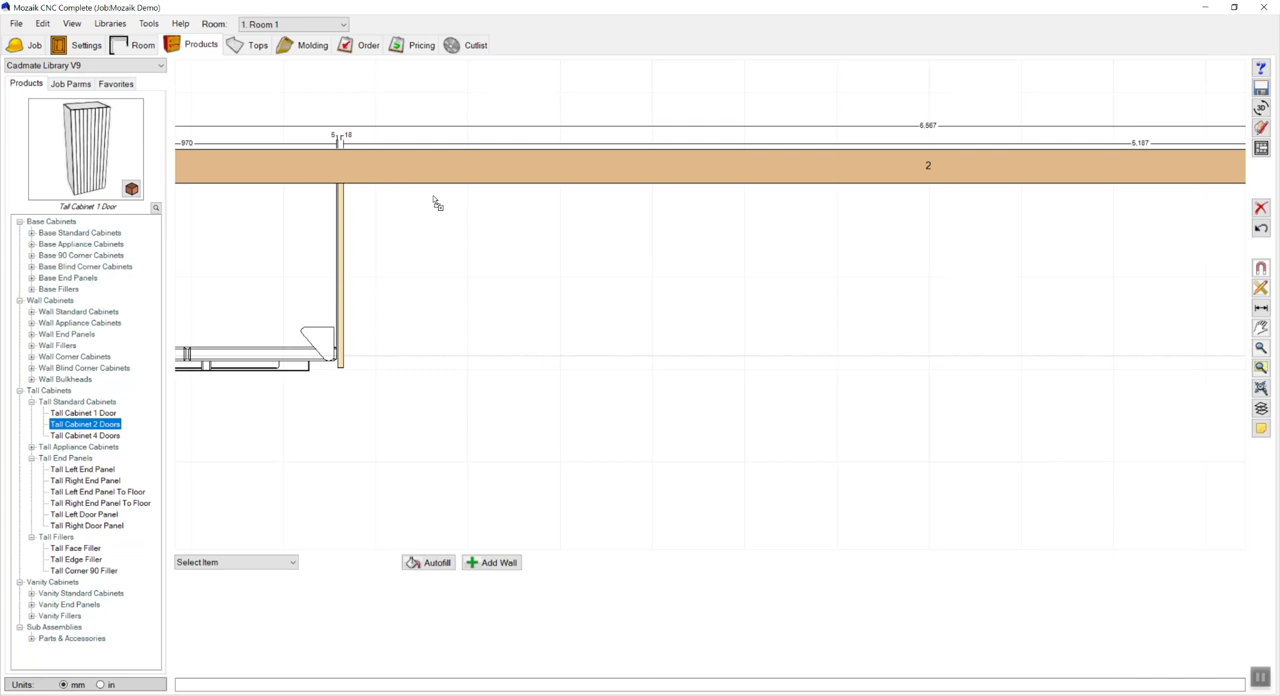 Mozaik CNC Complete (Job:Mozaik Demo)
File Edit View Libraries Tools Help Room: 1. Room 1
Job Settings Room Products Tops Molding Order Pricing Cutlist
Cadmate Library V9
Products Job Parms Favorites
Tall Cabinet 1 Door
Base Cabinets
Base Standard Cabinets
Base Appliance Cabinets
Base 90 Corner Cabinets
Base Blind Corner Cabinets
Base End Panels
Base Fillers
Wall Cabinets
Wall Standard Cabinets
Wall Appliance Cabinets
Wall End Panels
Wall Fillers
Wall Corner Cabinets
Wall Blind Corner Cabinets
Wall Bulkheads
Tall Cabinets
Tall Standard Cabinets
Tall Cabinet 1 Door
Tall Cabinet 2 Doors
Tall Cabinet 4 Doors
Tall Appliance Cabinets
Tall End Panels
Tall Left End Panel
Tall Right End Panel
Tall Left End Panel To Floor
Tall Right End Panel To Floor
Tall Left Door Panel
Tall Right Door Panel
Tall Fillers
Tall Face Filler
Tall Edge Filler
Tall Corner 90 Filler
Vanity Cabinets
Vanity Standard Cabinets
Vanity End Panels
Vanity Fillers
Sub Assemblies
Parts & Accessories
Units: mm in
6,567
970 5 18 5,187
2
Select Item Autofill Add Wall
?
3D